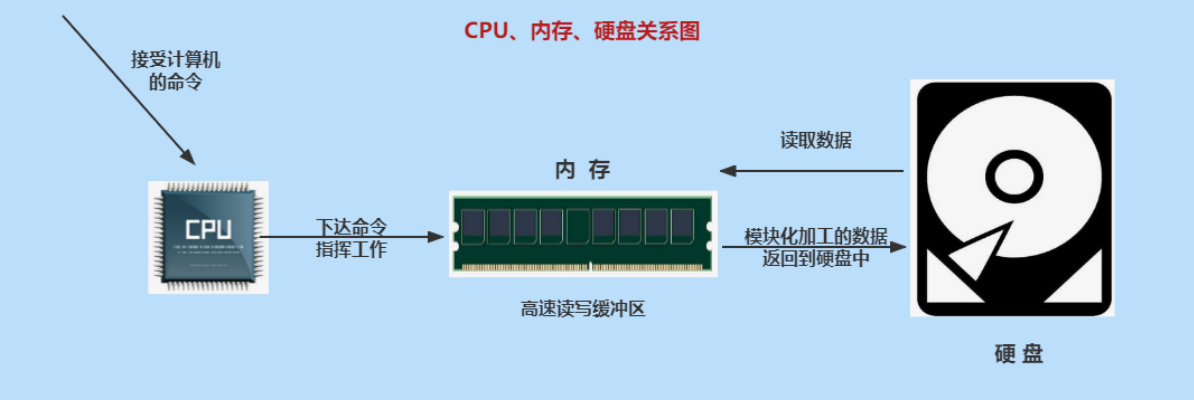 CPU、内存、硬盘关系图
接受计算机
的命令
读取数据
内 存
CPU
下达命令
指挥工作
模块化加工的数据
返回到硬盘中
高速读写缓冲区
硬 盘